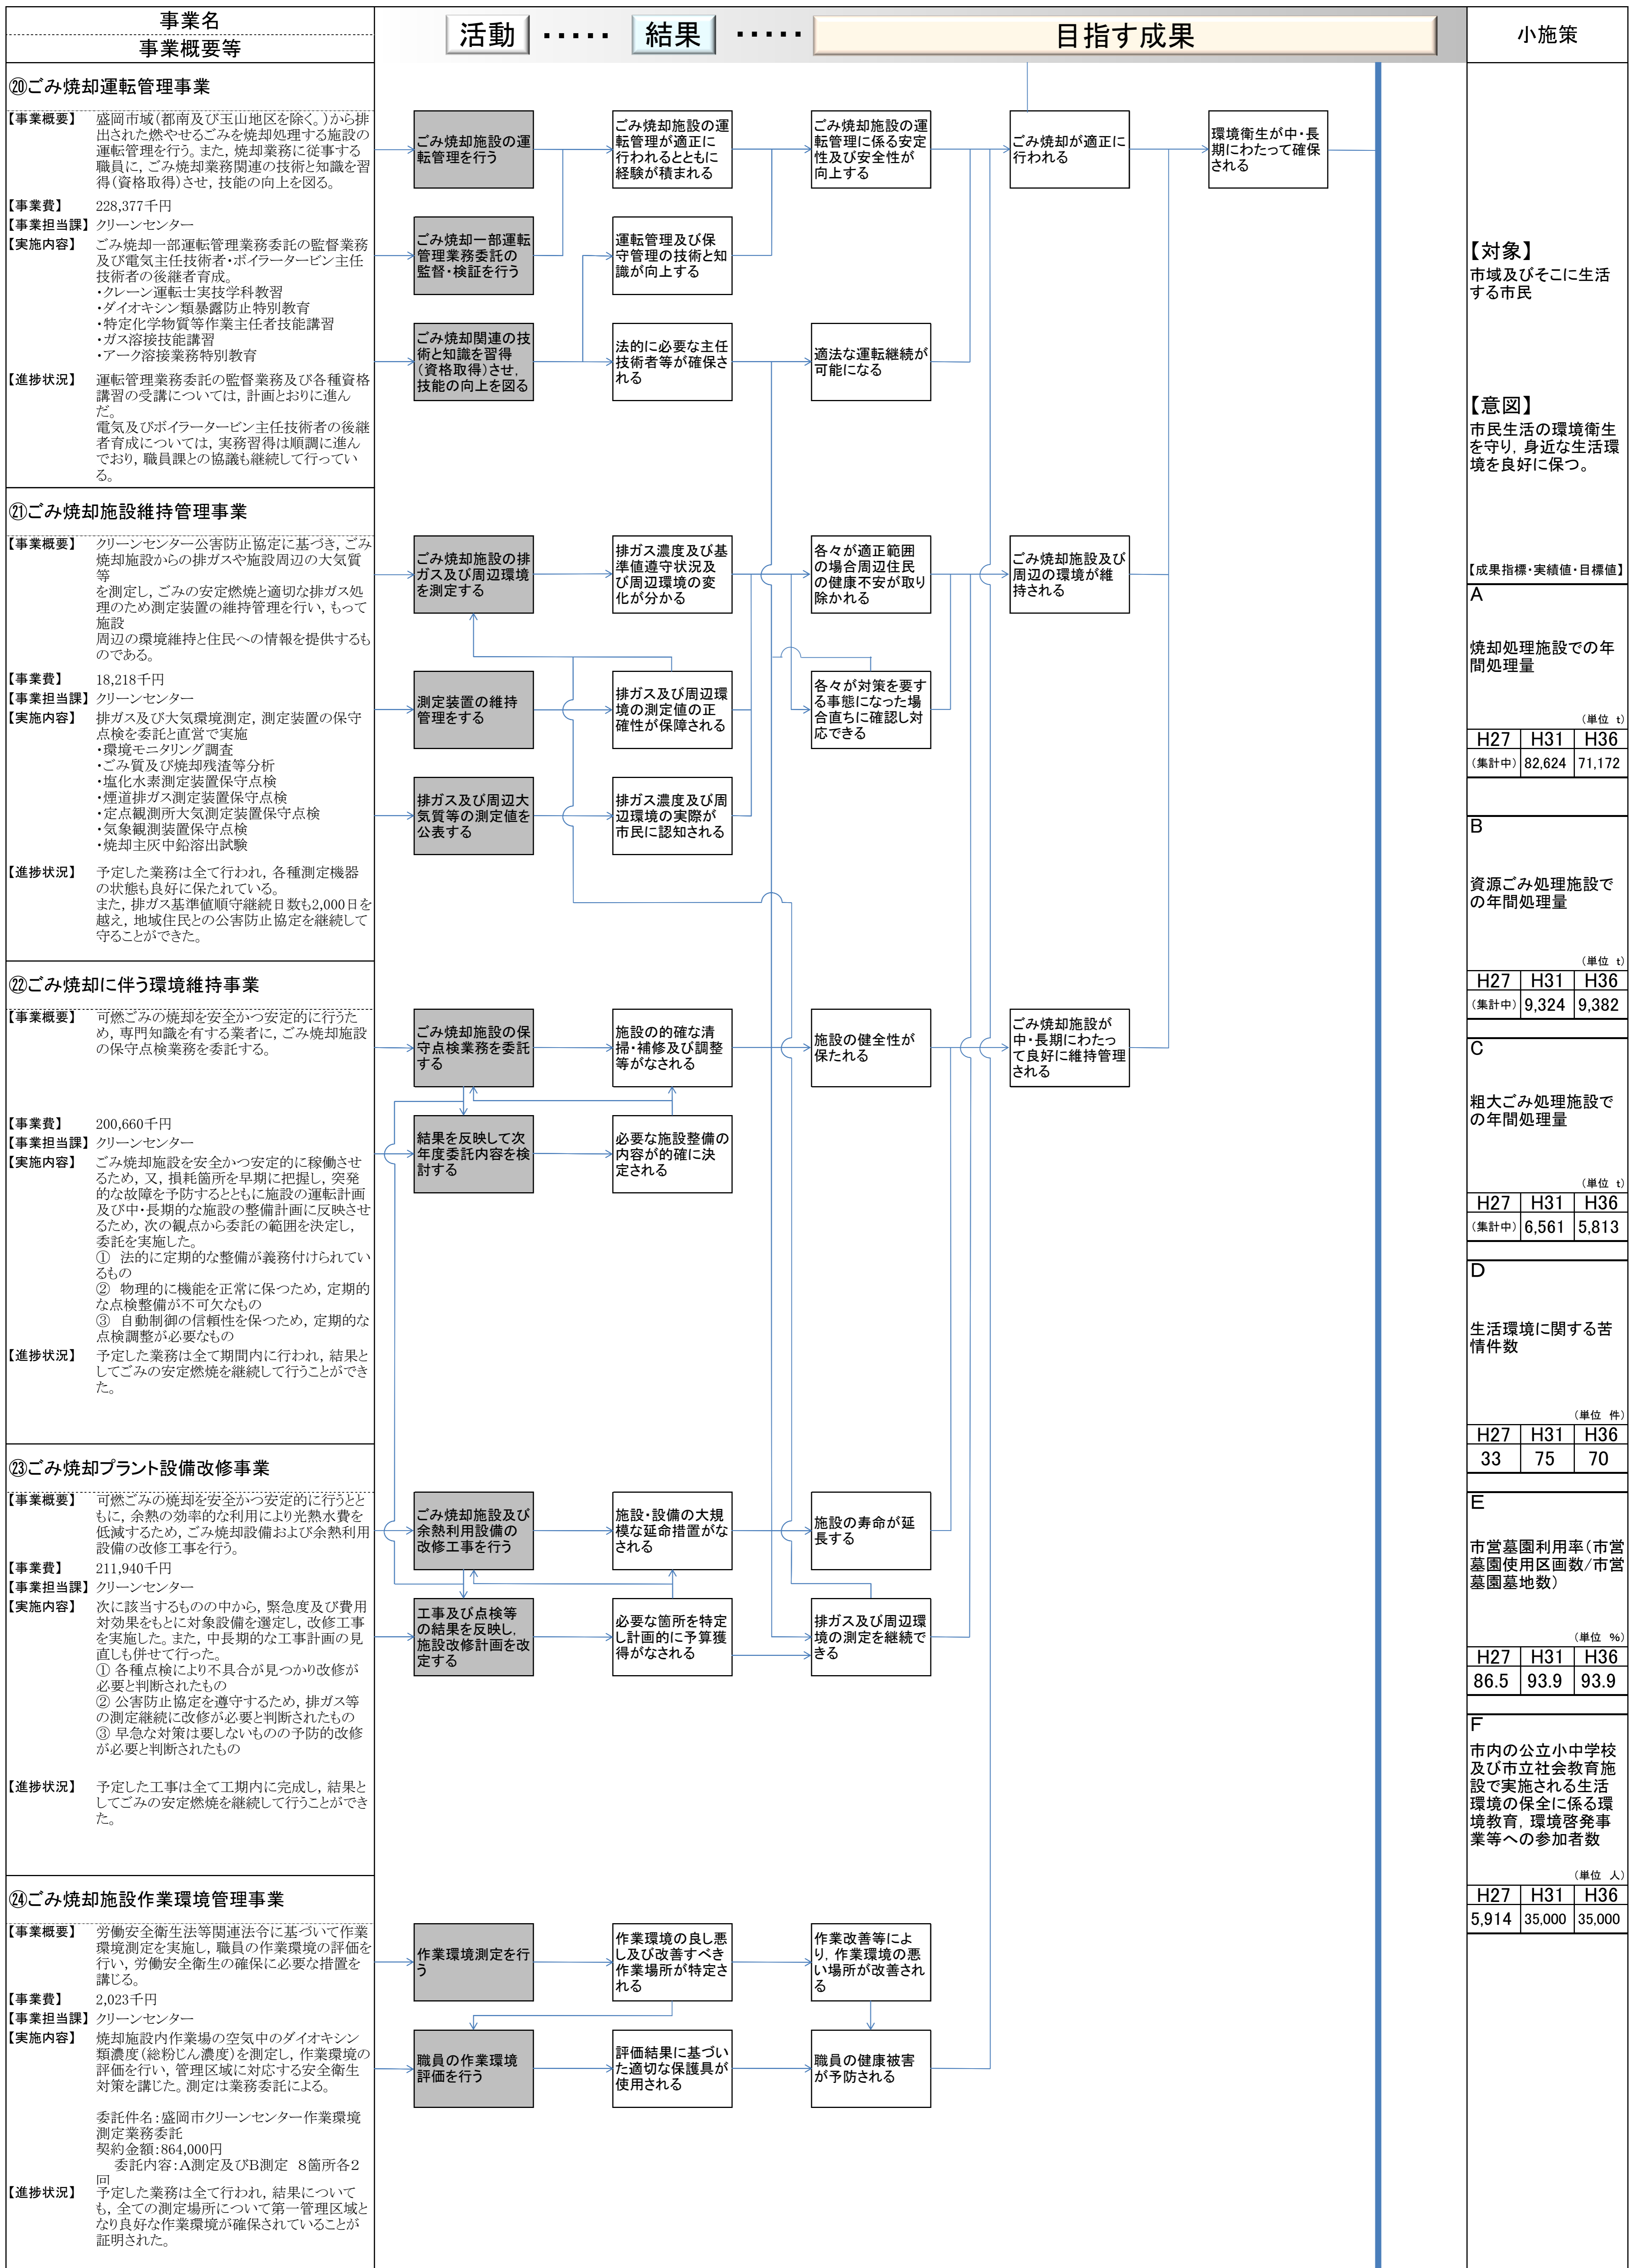 事業名
事業概要等
活動 ‥‥‥ 結果 ‥‥‥ 目指す成果
小施策
⑳ごみ焼却運転管理事業
【事業概要】 盛岡市域(都南及び玉山地区を除く。)から排
出された燃やせるごみを焼却処理する施設の
運転管理を行う。また,焼却業務に従事する
職員に,ごみ焼却業務関連の技術と知識を習
得(資格取得)させ,技能の向上を図る。
【事業費】 228,377千円
【事業担当課】 クリーンセンター
【実施内容】 ごみ焼却一部運転管理業務委託の監督業務
及び電気主任技術者・ボイラータービン主任
技術者の後継者育成。
・クレーン運転士実技学科教習
・ダイオキシン類暴露防止特別教育
・特定化学物質等作業主任者技能講習
・ガス溶接技能講習
・アーク溶接業務特別教育
【進捗状況】 運転管理業務委託の監督業務及び各種資格
講習の受講については,計画とおりに進ん
だ。
電気及びボイラータービン主任技術者の後継
者育成については,実務習得は順調に進ん
でおり,職員課との協議も継続して行ってい
る。
ごみ焼却施設の運
転管理を行う
ごみ焼却施設の運
転管理が適正に
行われるとともに
経験が積まれる
ごみ焼却施設の運
転管理に係る安定
性及び安全性が
向上する
ごみ焼却が適正に
行われる
環境衛生が中・長
期にわたって確保
される
ごみ焼却一部運転
管理業務委託の
監督・検証を行う
運転管理及び保
守管理の技術と知
識が向上する
ごみ焼却関連の技
術と知識を習得
(資格取得)させ,
技能の向上を図る
法的に必要な主任
技術者等が確保さ
れる
適法な運転継続が
可能になる
㉑ごみ焼却施設維持管理事業
【事業概要】 クリーンセンター公害防止協定に基づき,ごみ
焼却施設からの排ガスや施設周辺の大気質
等
を測定し,ごみの安定燃焼と適切な排ガス処
理のため測定装置の維持管理を行い,もって
施設
周辺の環境維持と住民への情報を提供するも
のである。
【事業費】 18,218千円
【事業担当課】 クリーンセンター
【実施内容】 排ガス及び大気環境測定,測定装置の保守
点検を委託と直営で実施
・環境モニタリング調査
・ごみ質及び焼却残渣等分析
・塩化水素測定装置保守点検
・煙道排ガス測定装置保守点検
・定点観測所大気測定装置保守点検
・気象観測装置保守点検
・焼却主灰中鉛溶出試験
【進捗状況】 予定した業務は全て行われ,各種測定機器
の状態も良好に保たれている。
また,排ガス基準値順守継続日数も2,000日を
越え,地域住民との公害防止協定を継続して
守ることができた。
ごみ焼却施設の排
ガス及び周辺環境
を測定する
排ガス濃度及び基
準値遵守状況及
び周辺環境の変
化が分かる
各々が適正範囲
の場合周辺住民
の健康不安が取り
除かれる
ごみ焼却施設及び
周辺の環境が維
持される
測定装置の維持
管理をする
排ガス及び周辺環
境の測定値の正
確性が保障される
各々が対策を要す
る事態になった場
合直ちに確認し対
応できる
排ガス及び周辺大
気質等の測定値を
公表する
排ガス濃度及び周
辺環境の実際が
市民に認知される
㉒ごみ焼却に伴う環境維持事業
【事業概要】 可燃ごみの焼却を安全かつ安定的に行うた
め,専門知識を有する業者に,ごみ焼却施設
の保守点検業務を委託する。
【事業費】 200,660千円
【事業担当課】 クリーンセンター
【実施内容】 ごみ焼却施設を安全かつ安定的に稼働させ
るため,又,損耗箇所を早期に把握し,突発
的な故障を予防するとともに施設の運転計画
及び中・長期的な施設の整備計画に反映させ
るため,次の観点から委託の範囲を決定し,
委託を実施した。
① 法的に定期的な整備が義務付けられてい
るもの
② 物理的に機能を正常に保つため,定期的
な点検整備が不可欠なもの
③ 自動制御の信頼性を保つため,定期的な
点検調整が必要なもの
【進捗状況】 予定した業務は全て期間内に行われ,結果と
してごみの安定燃焼を継続して行うことができ
た。
ごみ焼却施設の保
守点検業務を委託
する
施設の的確な清
掃・補修及び調整
等がなされる
施設の健全性が
保たれる
ごみ焼却施設が
中・長期にわたっ
て良好に維持管理
される
結果を反映して次
年度委託内容を検
討する
必要な施設整備の
内容が的確に決
定される
㉓ごみ焼却プラント設備改修事業
【事業概要】 可燃ごみの焼却を安全かつ安定的に行うとと
もに,余熱の効率的な利用により光熱水費を
低減するため,ごみ焼却設備および余熱利用
設備の改修工事を行う。
【事業費】 211,940千円
【事業担当課】 クリーンセンター
【実施内容】 次に該当するものの中から,緊急度及び費用
対効果をもとに対象設備を選定し,改修工事
を実施した。また,中長期的な工事計画の見
直しも併せて行った。
① 各種点検により不具合が見つかり改修が
必要と判断されたもの
② 公害防止協定を遵守するため,排ガス等
の測定継続に改修が必要と判断されたもの
③ 早急な対策は要しないものの予防的改修
が必要と判断されたもの
【進捗状況】 予定した工事は全て工期内に完成し,結果と
してごみの安定燃焼を継続して行うことができ
た。
ごみ焼却施設及び
余熱利用設備の
改修工事を行う
施設・設備の大規
模な延命措置がな
される
施設の寿命が延
長する
工事及び点検等
の結果を反映し,
施設改修計画を改
定する
必要な箇所を特定
し計画的に予算獲
得がなされる
排ガス及び周辺環
境の測定を継続で
きる
㉔ごみ焼却施設作業環境管理事業
【事業概要】 労働安全衛生法等関連法令に基づいて作業
環境測定を実施し,職員の作業環境の評価を
行い,労働安全衛生の確保に必要な措置を
講じる。
【事業費】 2,023千円
【事業担当課】 クリーンセンター
【実施内容】 焼却施設内作業場の空気中のダイオキシン
類濃度(総粉じん濃度)を測定し,作業環境の
評価を行い,管理区域に対応する安全衛生
対策を講じた。測定は業務委託による。
委託件名:盛岡市クリーンセンター作業環境
測定業務委託
契約金額:864,000円
委託内容:A測定及びB測定 8箇所各2
回
【進捗状況】 予定した業務は全て行われ,結果について
も,全ての測定場所について第一管理区域と
なり良好な作業環境が確保されていることが
証明された。
作業環境測定を行
う
作業環境の良し悪
し及び改善すべき
作業場所が特定さ
れる
作業改善等によ
り,作業環境の悪
い場所が改善され
る
職員の作業環境
評価を行う
評価結果に基づい
た適切な保護具が
使用される
職員の健康被害
が予防される
【対象】
市域及びそこに生活
する市民
【意図】
市民生活の環境衛生
を守り,身近な生活環
境を良好に保つ。
【成果指標・実績値・目標値】
A
焼却処理施設での年
間処理量
(単位 t)
H27 H31 H36
(集計中) 82,624 71,172
B
資源ごみ処理施設で
の年間処理量
(単位 t)
H27 H31 H36
(集計中) 9,324 9,382
C
粗大ごみ処理施設で
の年間処理量
(単位 t)
H27 H31 H36
(集計中) 6,561 5,813
D
生活環境に関する苦
情件数
(単位 件)
H27 H31 H36
33 75 70
E
市営墓園利用率(市営
墓園使用区画数/市営
墓園墓地数)
(単位 %)
H27 H31 H36
86.5 93.9 93.9
F
市内の公立小中学校
及び市立社会教育施
設で実施される生活
環境の保全に係る環
境教育,環境啓発事
業等への参加者数
(単位 人)
H27 H31 H36
5,914 35,000 35,000